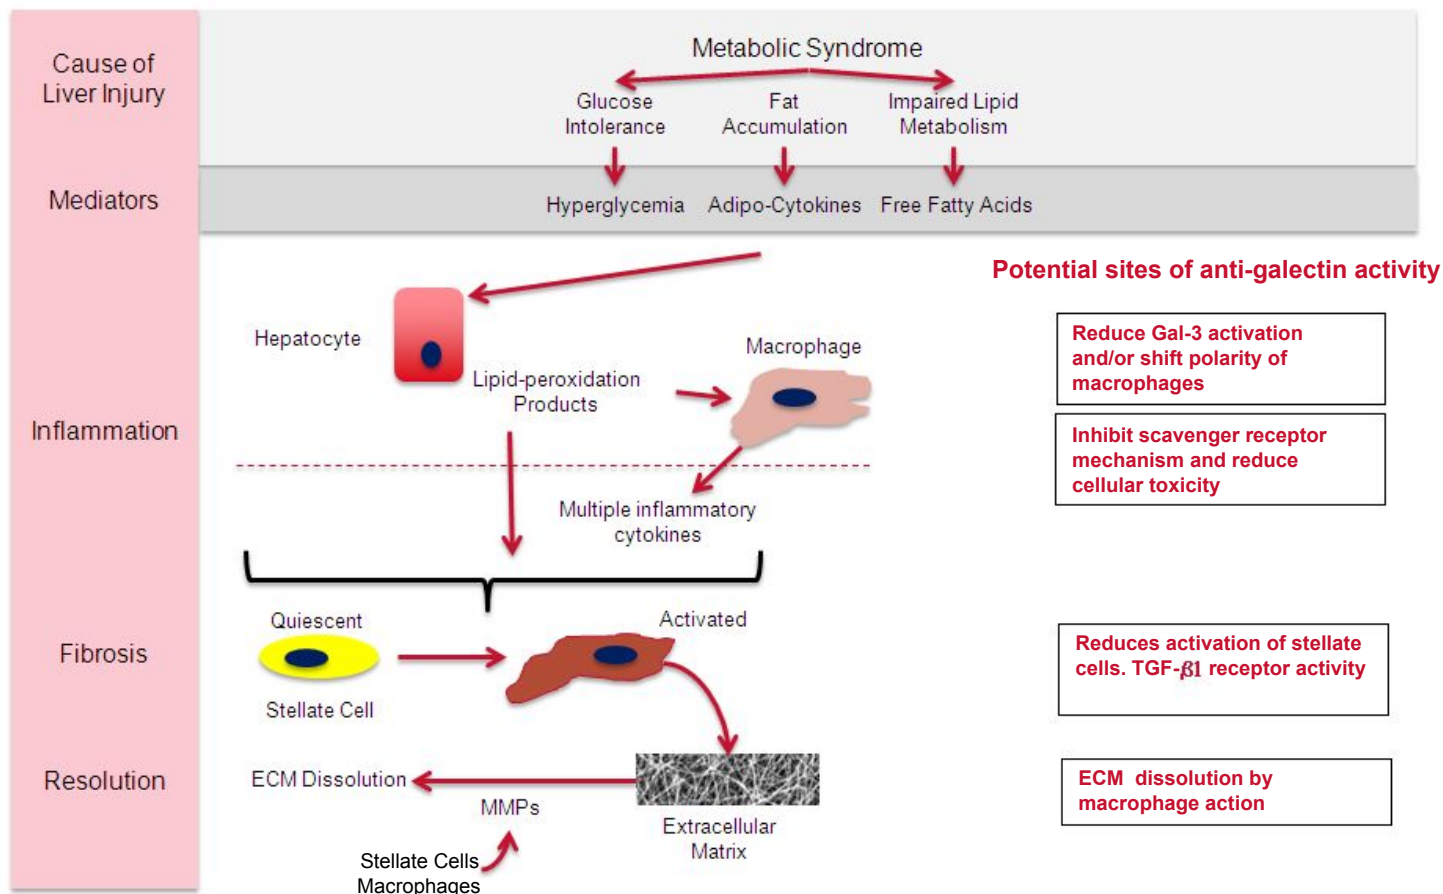 Cause of
Liver Injury
Metabolic Syndrome
Glucose
Intolerance
Fat
Accumulation
Impaired Lipid
Metabolism
Mediators
Hyperglycemia
Adipo-Cytokines
Free Fatty Acids
Potential sites of anti-galectin activity
Inflammation
Hepatocyte
Lipid-peroxidation
Products
Macrophage
Multiple inflammatory
cytokines
Reduce Gal-3 activation
and/or shift polarity of
macrophages
Inhibit scavenger receptor
mechanism and reduce
cellular toxicity
Fibrosis
Quiescent
Stellate Cell
Activated
Reduces activation of stellate
cells. TGF-β1 receptor activity
Resolution
ECM Dissolution
MMPs
Stellate Cells
Macrophages
Extracellular
Matrix
ECM dissolution by
macrophage action